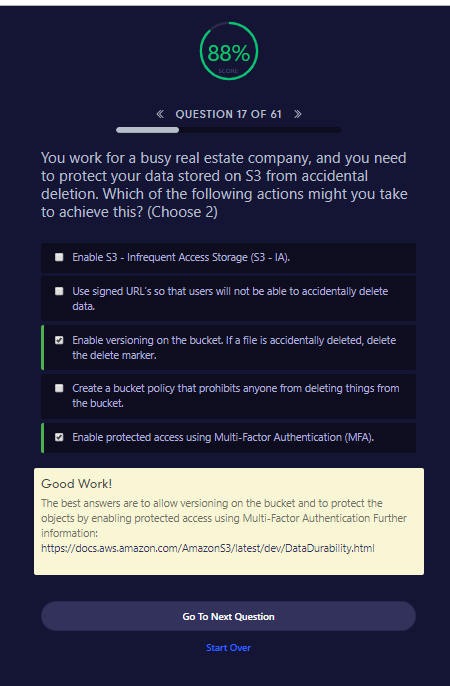 88%
SCORE
« QUESTION 17 OF 61 »
You work for a busy real estate company, and you need
to protect your data stored on S3 from accidental
deletion. Which of the following actions might you take
to achieve this? (Choose 2)
Enable S3 - Infrequent Access Storage (S3 - IA).
Use signed URL's so that users will not be able to accidentally delete
data.
Enable versioning on the bucket. If a file is accidentally deleted, delete
the delete marker.
Create a bucket policy that prohibits anyone from deleting things from
the bucket.
Enable protected access using Multi-Factor Authentication (MFA).
Good Work!
The best answers are to allow versioning on the bucket and to protect the
objects by enabling protected access using Multi-Factor Authentication Further
information:
https://docs.aws.amazon.com/AmazonS3/latest/dev/DataDurability.html
Go To Next Question
Start Over